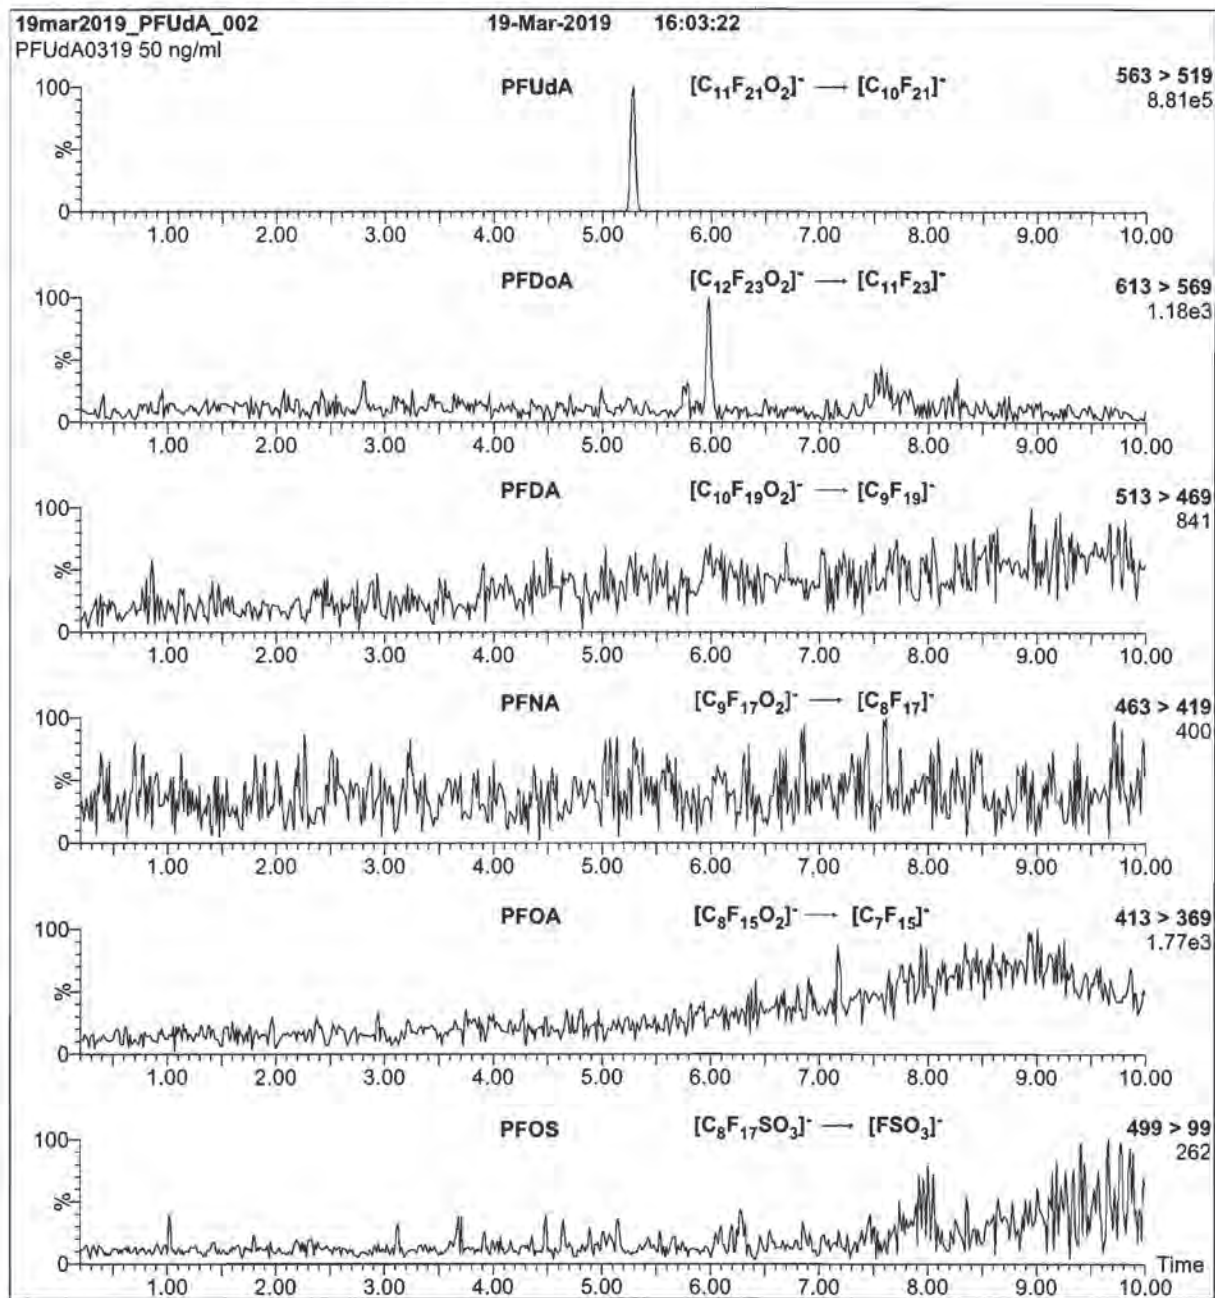 19mar2019_PFUdA_002 19-Mar-2019 16:03:22
PFUdA0319 50 ng/ml
PFUdA [C₁₁F₂₁O₂]⁻ → [C₁₀F₂₁]⁻ 563 > 519
8.81e5
100
%
0
1.00 2.00 3.00 4.00 5.00 6.00 7.00 8.00 9.00 10.00
PFDoA [C₁₂F₂₃O₂]⁻ → [C₁₁F₂₃]⁻ 613 > 569
1.18e3
100
%
0
1.00 2.00 3.00 4.00 5.00 6.00 7.00 8.00 9.00 10.00
PFDA [C₁₀F₁₉O₂]⁻ → [C₉F₁₉]⁻ 513 > 469
841
100
%
0
1.00 2.00 3.00 4.00 5.00 6.00 7.00 8.00 9.00 10.00
PFNA [C₉F₁₇O₂]⁻ → [C₈F₁₇]⁻ 463 > 419
400
100
%
0
1.00 2.00 3.00 4.00 5.00 6.00 7.00 8.00 9.00 10.00
PFOA [C₈F₁₅O₂]⁻ → [C₇F₁₅]⁻ 413 > 369
1.77e3
100
%
0
1.00 2.00 3.00 4.00 5.00 6.00 7.00 8.00 9.00 10.00
PFOS [C₈F₁₇SO₃]⁻ → [FSO₃]⁻ 499 > 99
262
100
%
0
Time
1.00 2.00 3.00 4.00 5.00 6.00 7.00 8.00 9.00 10.00